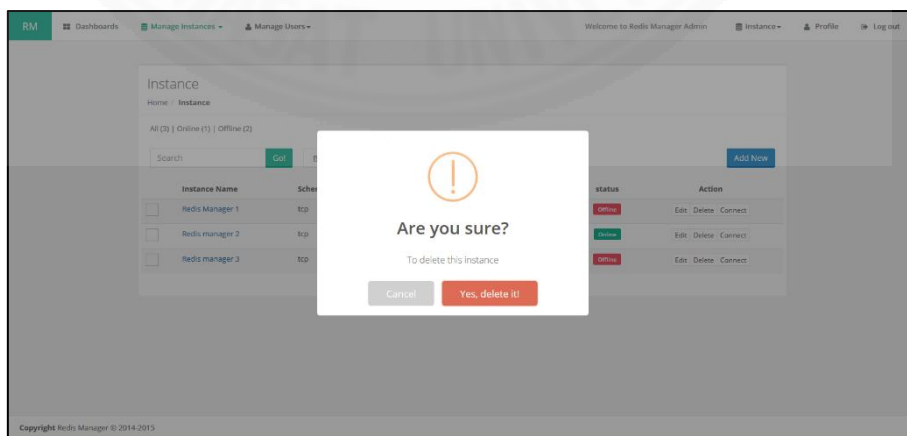 RM Dashboards Manage Instances Manage Users Welcome to Redis Manager Admin Instance Profile Log out
Instance
Home / Instance
All (3) | Online (1) | Offline (2)
Search Go! Add New
Instance Name status Action
Redis Manager 1 tcp Offline Edit Delete Connect
Redis manager 2 tcp Online Edit Delete Connect
Redis manager 3 tcp Offline Edit Delete Connect
Are you sure?
To delete this instance
Cancel Yes, delete it!
Copyright Redis Manager © 2014-2015